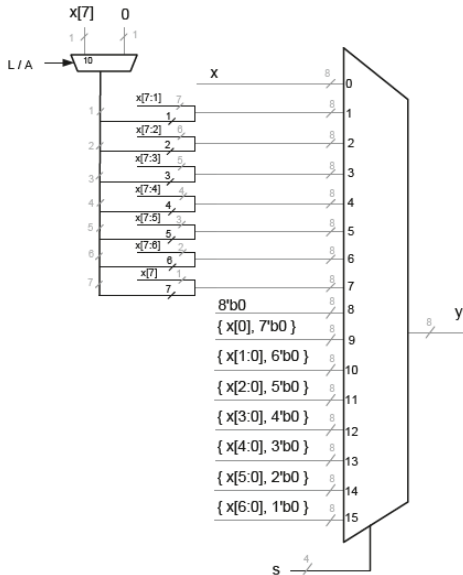 x[7] 0
1 1
L / A 10
x 8 0
1 x[7:1] 7 1 8 1
2 x[7:2] 6 2 8 2
3 x[7:3] 5 3 8 3
4 x[7:4] 4 4 8 4
5 x[7:5] 3 5 8 5
6 x[7:6] 2 6 8 6
7 x[7] 1 7 8 7
8'b0 8 8
{ x[0], 7'b0 } 8 9
{ x[1:0], 6'b0 } 8 10
{ x[2:0], 5'b0 } 8 11
{ x[3:0], 4'b0 } 8 12
{ x[4:0], 3'b0 } 8 13
{ x[5:0], 2'b0 } 8 14
{ x[6:0], 1'b0 } 8 15
y
8
s 4